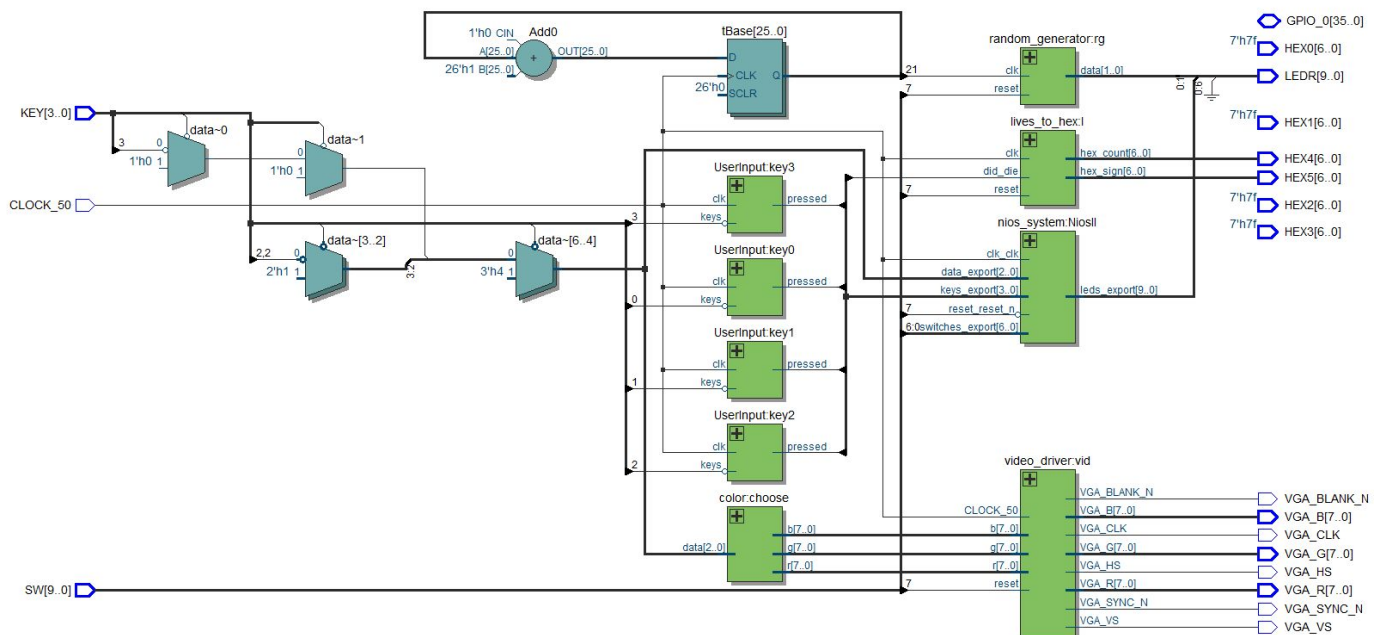 Add0
1'h0 CIN
A[25..0]
OUT[25..0]
+
26'h1 B[25..0]
tBase[25..0]
D
CLK
Q
26'h0
SCLR
random_generator:rg
21
clk
data[1..0]
7
reset
0:1
0:6
GPIO_0[35..0]
7'h7f
HEX0[6..0]
LEDR[9..0]
7'h7f
HEX1[6..0]
HEX4[6..0]
HEX5[6..0]
7'h7f
HEX2[6..0]
7'h7f
HEX3[6..0]
KEY[3..0]
data~0
3
0
1'h0
1
data~1
0
1'h0
1
lives_to_hex:l
clk
hex_count[6..0]
did_die
hex_sign[6..0]
7
reset
CLOCK_50
UserInput:key3
clk
pressed
3
keys
data~[3..2]
2,2
0
2'h1
1
3:2
data~[6..4]
0
3'h4
1
UserInput:key0
clk
pressed
0
keys
nios_system:NiosII
clk_clk
data_export[2..0]
keys_export[3..0]
leds_export[9..0]
7
reset_reset_n
6:0
switches_export[6..0]
UserInput:key1
clk
pressed
1
keys
UserInput:key2
clk
pressed
2
keys
color:choose
b[7..0]
data[2..0]
g[7..0]
r[7..0]
video_driver:vid
CLOCK_50
b[7..0]
g[7..0]
r[7..0]
7
reset
VGA_BLANK_N
VGA_B[7..0]
VGA_CLK
VGA_G[7..0]
VGA_HS
VGA_R[7..0]
VGA_SYNC_N
VGA_VS
VGA_BLANK_N
VGA_B[7..0]
VGA_CLK
VGA_G[7..0]
VGA_HS
VGA_R[7..0]
VGA_SYNC_N
VGA_VS
SW[9..0]